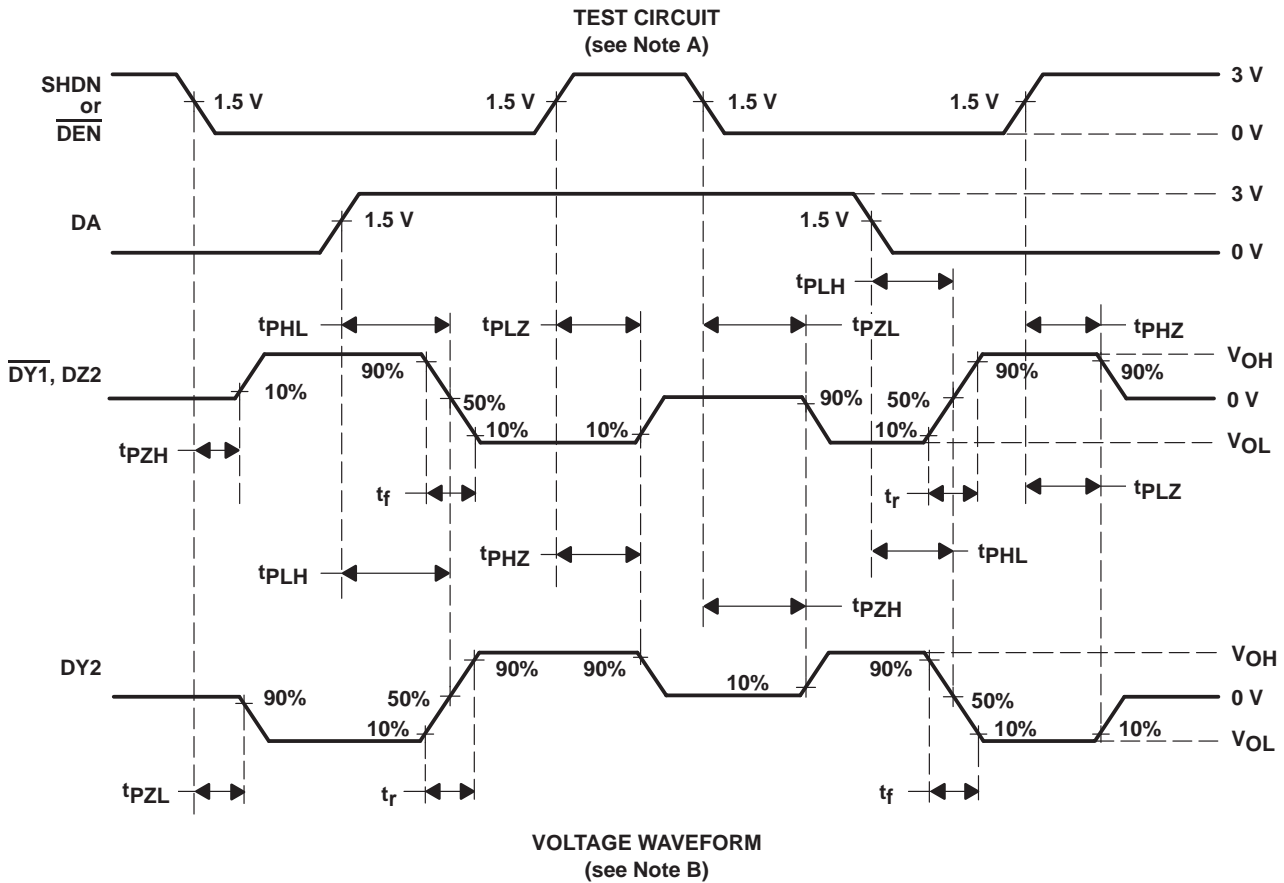 TEST CIRCUIT
(see Note A)
SHDN
or
DEN
1.5 V
1.5 V
1.5 V
1.5 V
3 V
0 V
DA
1.5 V
1.5 V
3 V
0 V
tPLH
tPHL
tPLZ
tPZL
tPHZ
DY1, DZ2
10%
90%
50%
10%
10%
90%
50%
10%
90%
90%
VOH
0 V
VOL
tPZH
tf
tr
tPLZ
tPLH
tPHZ
tPHL
tPZH
DY2
90%
10%
50%
90%
90%
10%
90%
50%
10%
10%
VOH
0 V
VOL
tPZL
tr
tf
VOLTAGE WAVEFORM
(see Note B)